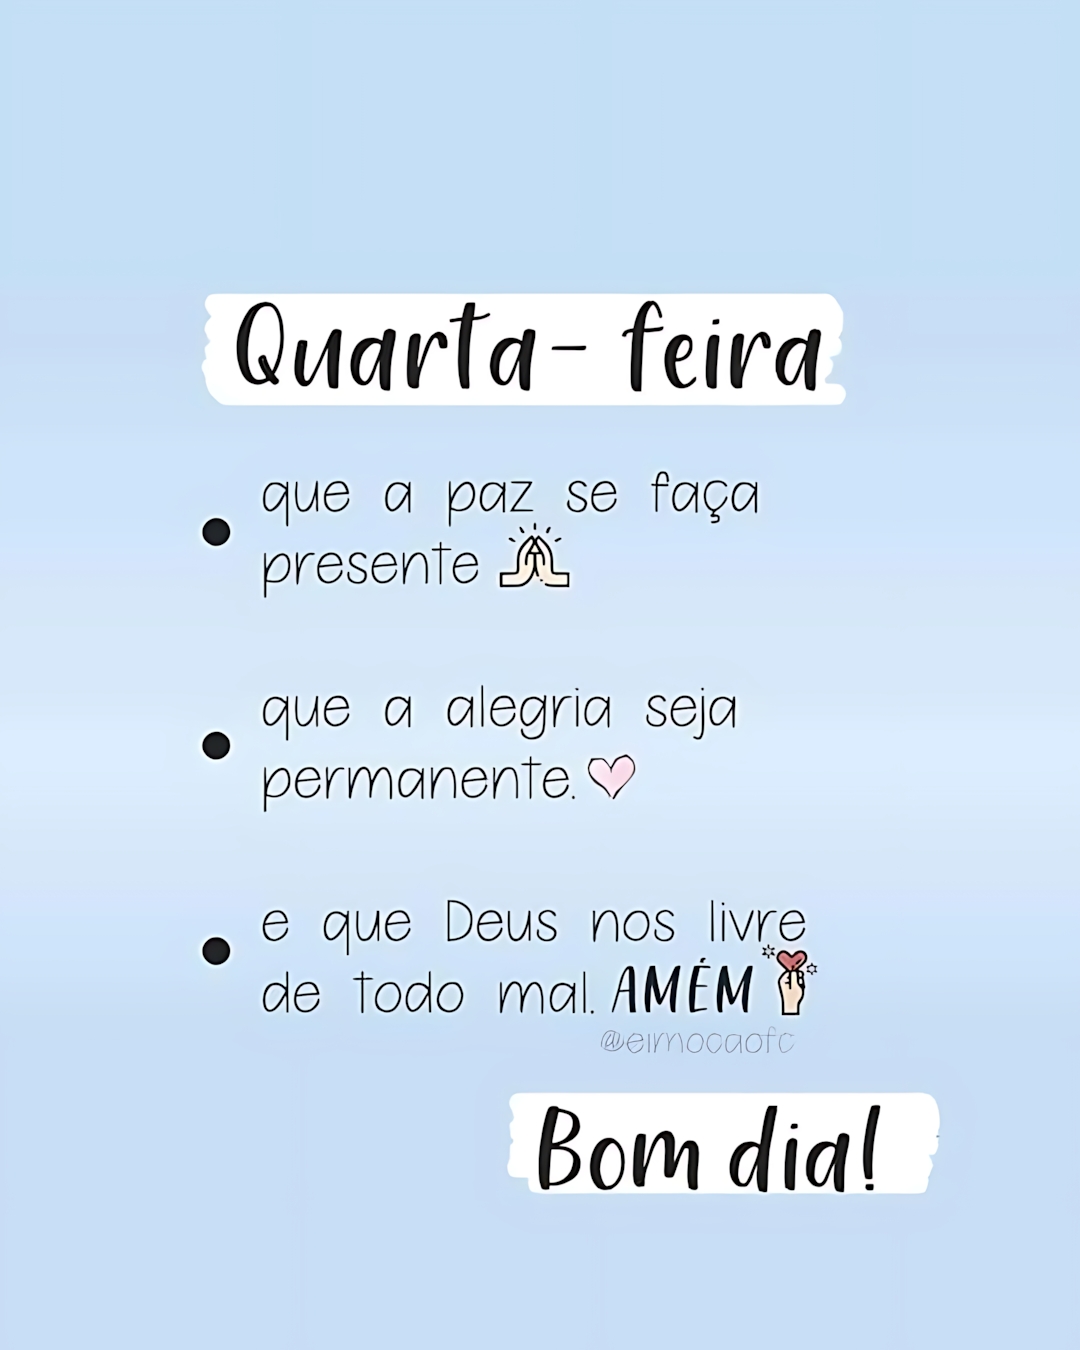 Quarta-feira
que a paz se faça
presente
que a alegria seja
permanente.
e que Deus nos livre
de todo mal. AMÉM
@eimocaofc
Bom dia!